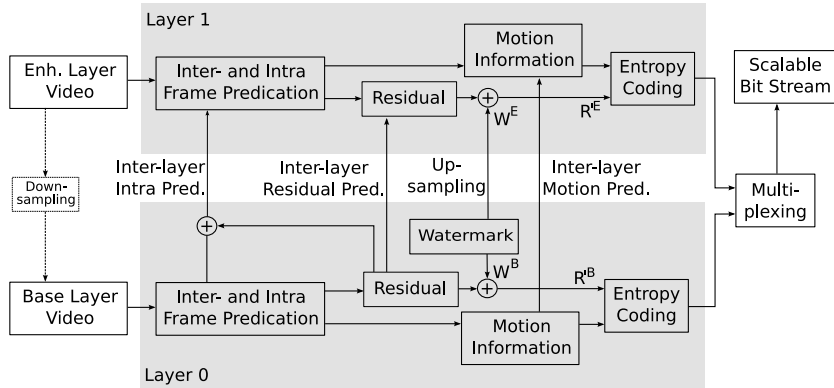 Layer 1
Enh. Layer
Video
Inter- and Intra
Frame Predication
Motion
Information
Residual
W^E
R'^E
Entropy
Coding
Scalable
Bit Stream
Down-
sampling
Inter-layer
Intra Pred.
Inter-layer
Residual Pred.
Up-
sampling
Inter-layer
Motion Pred.
Multi-
plexing
Watermark
W^B
R'^B
Base Layer
Video
Inter- and Intra
Frame Predication
Residual
Motion
Information
Entropy
Coding
Layer 0